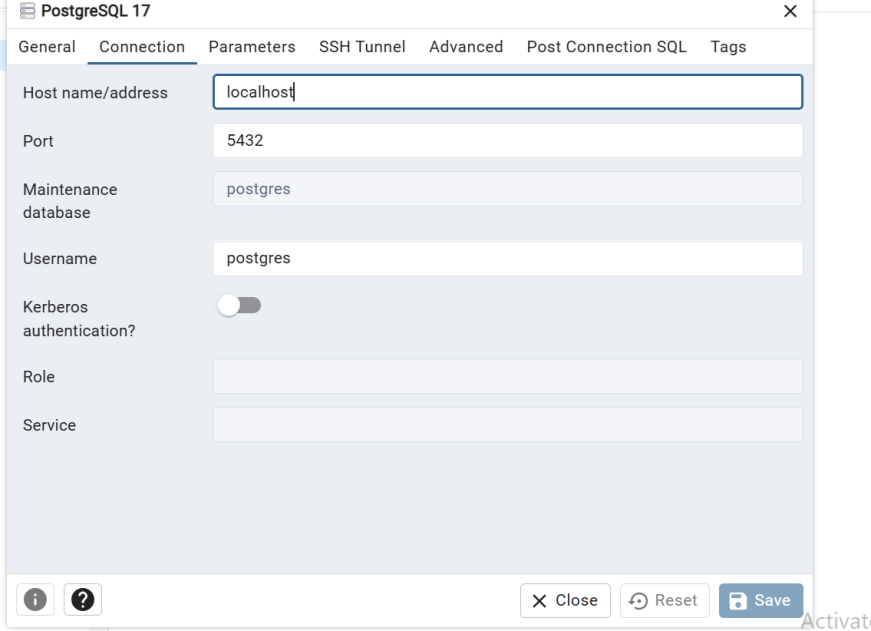 PostgreSQL 17
General Connection Parameters SSH Tunnel Advanced Post Connection SQL Tags
Host name/address localhost
Port 5432
Maintenance database postgres
Username postgres
Kerberos authentication?
Role
Service
Close Reset Save